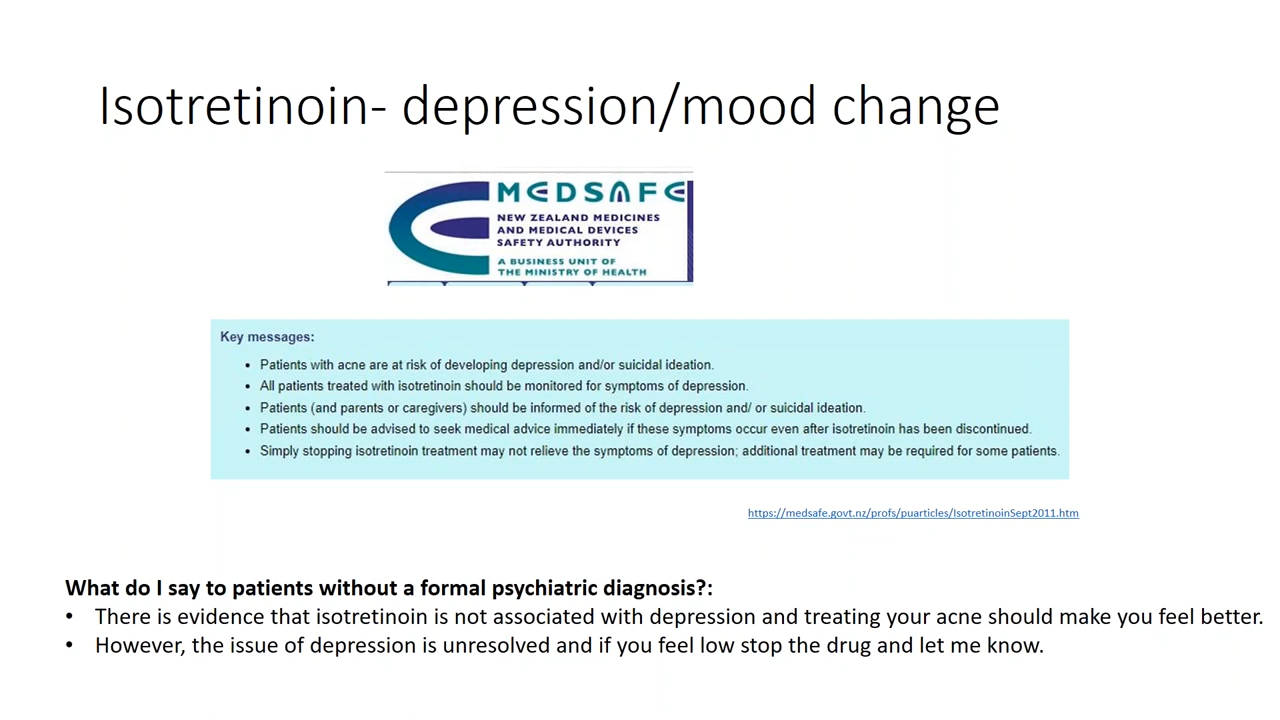 Isotretinoin- depression/mood change
MEDSAFE
NEW ZEALAND MEDICINES
AND MEDICAL DEVICES
SAFETY AUTHORITY
A BUSINESS UNIT OF
THE MINISTRY OF HEALTH
Key messages:
• Patients with acne are at risk of developing depression and/or suicidal ideation.
• All patients treated with isotretinoin should be monitored for symptoms of depression.
• Patients (and parents or caregivers) should be informed of the risk of depression and/ or suicidal ideation.
• Patients should be advised to seek medical advice immediately if these symptoms occur even after isotretinoin has been discontinued.
• Simply stopping isotretinoin treatment may not relieve the symptoms of depression; additional treatment may be required for some patients.
https://medsafe.govt.nz/profs/puarticles/IsotretinoinSept2011.htm
What do I say to patients without a formal psychiatric diagnosis?:
• There is evidence that isotretinoin is not associated with depression and treating your acne should make you feel better.
• However, the issue of depression is unresolved and if you feel low stop the drug and let me know.